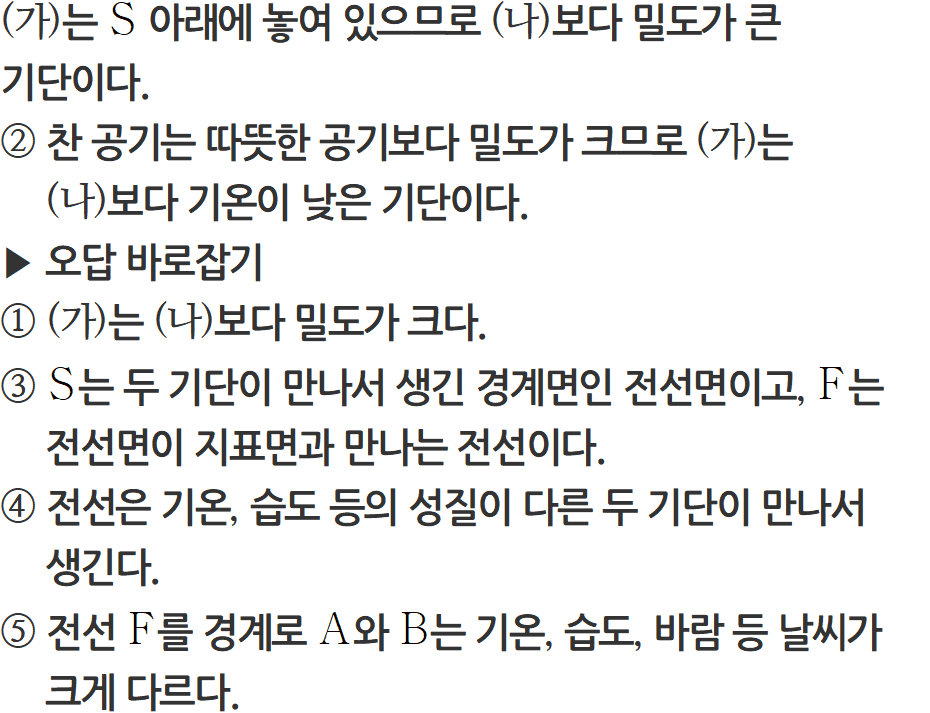 (가)는 S 아래에 놓여 있으므로 (나)보다 밀도가 큰
기단이다.
② 찬 공기는 따뜻한 공기보다 밀도가 크므로 (가)는
(나)보다 기온이 낮은 기단이다.
▶ 오답 바로잡기
① (가)는 (나)보다 밀도가 크다.
③ S는 두 기단이 만나서 생긴 경계면인 전선면이고, F는
전선면이 지표면과 만나는 전선이다.
④ 전선은 기온, 습도 등의 성질이 다른 두 기단이 만나서
생긴다.
⑤ 전선 F를 경계로 A와 B는 기온, 습도, 바람 등 날씨가
크게 다르다.